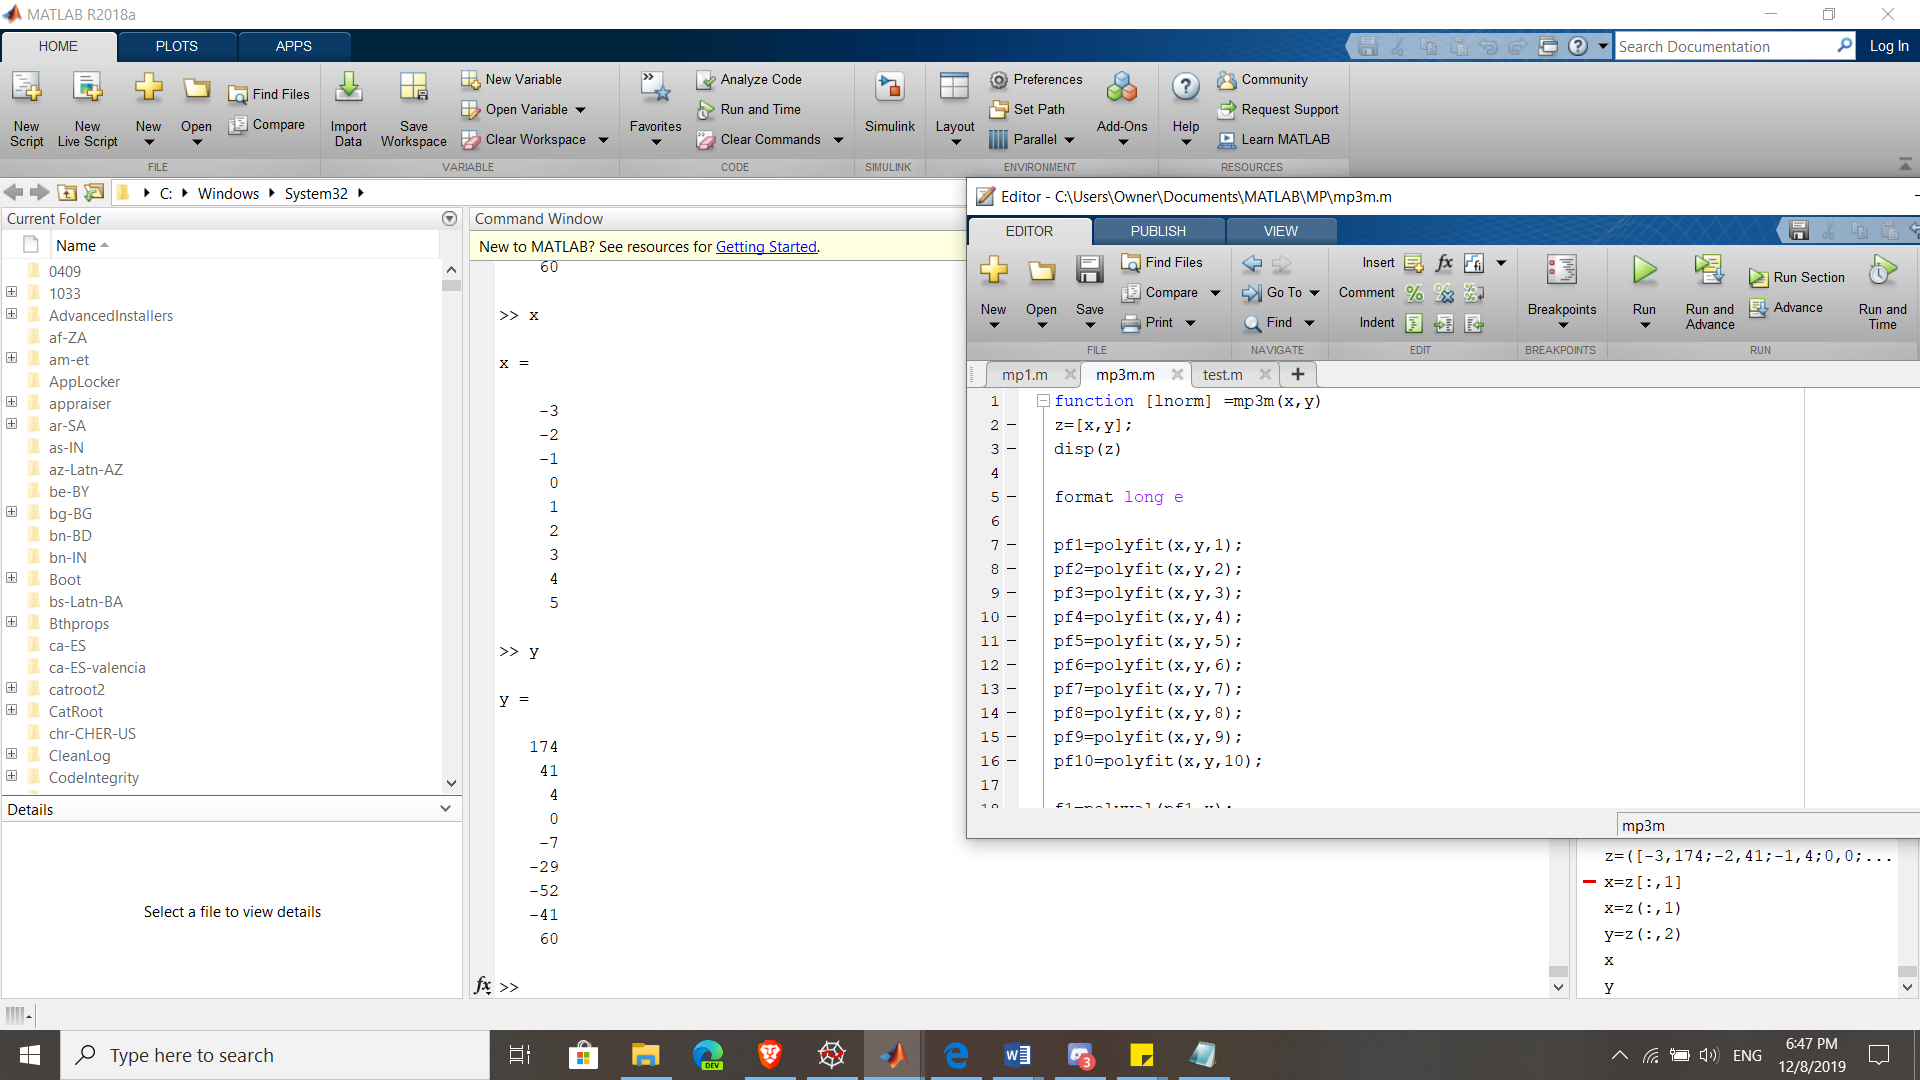 MATLAB R2018a
HOME PLOTS APPS
Search Documentation
Log In
New Script
New Live Script
New
Open
Find Files
Compare
FILE
Import Data
Save Workspace
New Variable
Open Variable
Clear Workspace
VARIABLE
Favorites
Analyze Code
Run and Time
Clear Commands
CODE
Simulink
SIMULINK
Layout
Preferences
Set Path
Parallel
Add-Ons
ENVIRONMENT
Help
Community
Request Support
Learn MATLAB
RESOURCES
C: Windows System32
Current Folder
Name
0409
1033
AdvancedInstallers
af-ZA
am-et
AppLocker
appraiser
ar-SA
as-IN
az-Latn-AZ
be-BY
bg-BG
bn-BD
bn-IN
Boot
bs-Latn-BA
Bthprops
ca-ES
ca-ES-valencia
catroot2
CatRoot
chr-CHER-US
CleanLog
CodeIntegrity
Details
Select a file to view details
Command Window
New to MATLAB? See resources for Getting Started.
60
>> x
x =
-3
-2
-1
0
1
2
3
4
5
>> y
y =
174
41
4
0
-7
-29
-52
-41
60
fx >>
Editor - C:\Users\Owner\Documents\MATLAB\MP\mp3m.m
EDITOR PUBLISH VIEW
New
Open
Save
Find Files
Compare
Print
FILE
Go To
Find
NAVIGATE
Insert fx
Comment
Indent
EDIT
Breakpoints
BREAKPOINTS
Run
Run and Advance
Run Section
Advance
Run and Time
RUN
mp1.m mp3m.m test.m
1 function [lnorm] =mp3m(x,y)
2 z=[x,y];
3 disp(z)
4
5 format long e
6
7 pf1=polyfit(x,y,1);
8 pf2=polyfit(x,y,2);
9 pf3=polyfit(x,y,3);
10 pf4=polyfit(x,y,4);
11 pf5=polyfit(x,y,5);
12 pf6=polyfit(x,y,6);
13 pf7=polyfit(x,y,7);
14 pf8=polyfit(x,y,8);
15 pf9=polyfit(x,y,9);
16 pf10=polyfit(x,y,10);
17
18 f1=polyval(pf1,x);
mp3m
z=([-3,174;-2,41;-1,4;0,0;...
x=z[:,1]
x=z(:,1)
y=z(:,2)
x
y
Type here to search
DEV
3
ENG
6:47 PM
12/8/2019